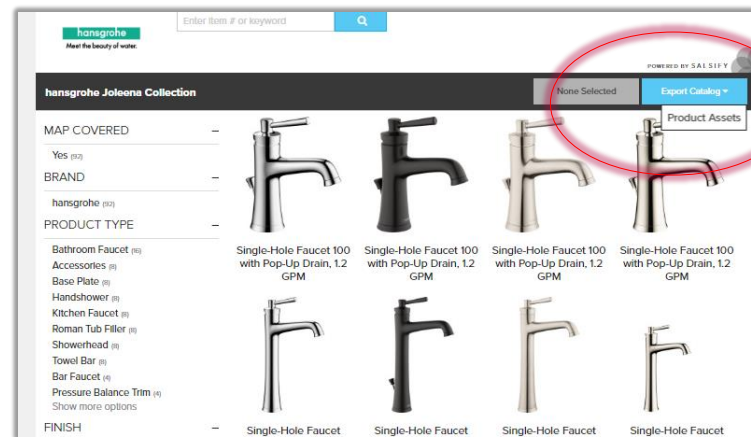 hansgrohe
Meet the beauty of water.
Enter item # or keyword
POWERED BY SALSIFY
hansgrohe Joleena Collection
None Selected
Export Catalog
Product Assets
MAP COVERED
Yes (92)
BRAND
hansgrohe (92)
PRODUCT TYPE
Bathroom Faucet (16)
Accessories (8)
Base Plate (8)
Handshower (8)
Kitchen Faucet (8)
Roman Tub Filler (8)
Showerhead (8)
Towel Bar (8)
Bar Faucet (4)
Pressure Balance Trim (4)
Show more options
FINISH
Single-Hole Faucet 100
with Pop-Up Drain, 1.2
GPM
Single-Hole Faucet 100
with Pop-Up Drain, 1.2
GPM
Single-Hole Faucet 100
with Pop-Up Drain, 1.2
GPM
Single-Hole Faucet 100
with Pop-Up Drain, 1.2
GPM
Single-Hole Faucet
Single-Hole Faucet
Single-Hole Faucet
Single-Hole Faucet